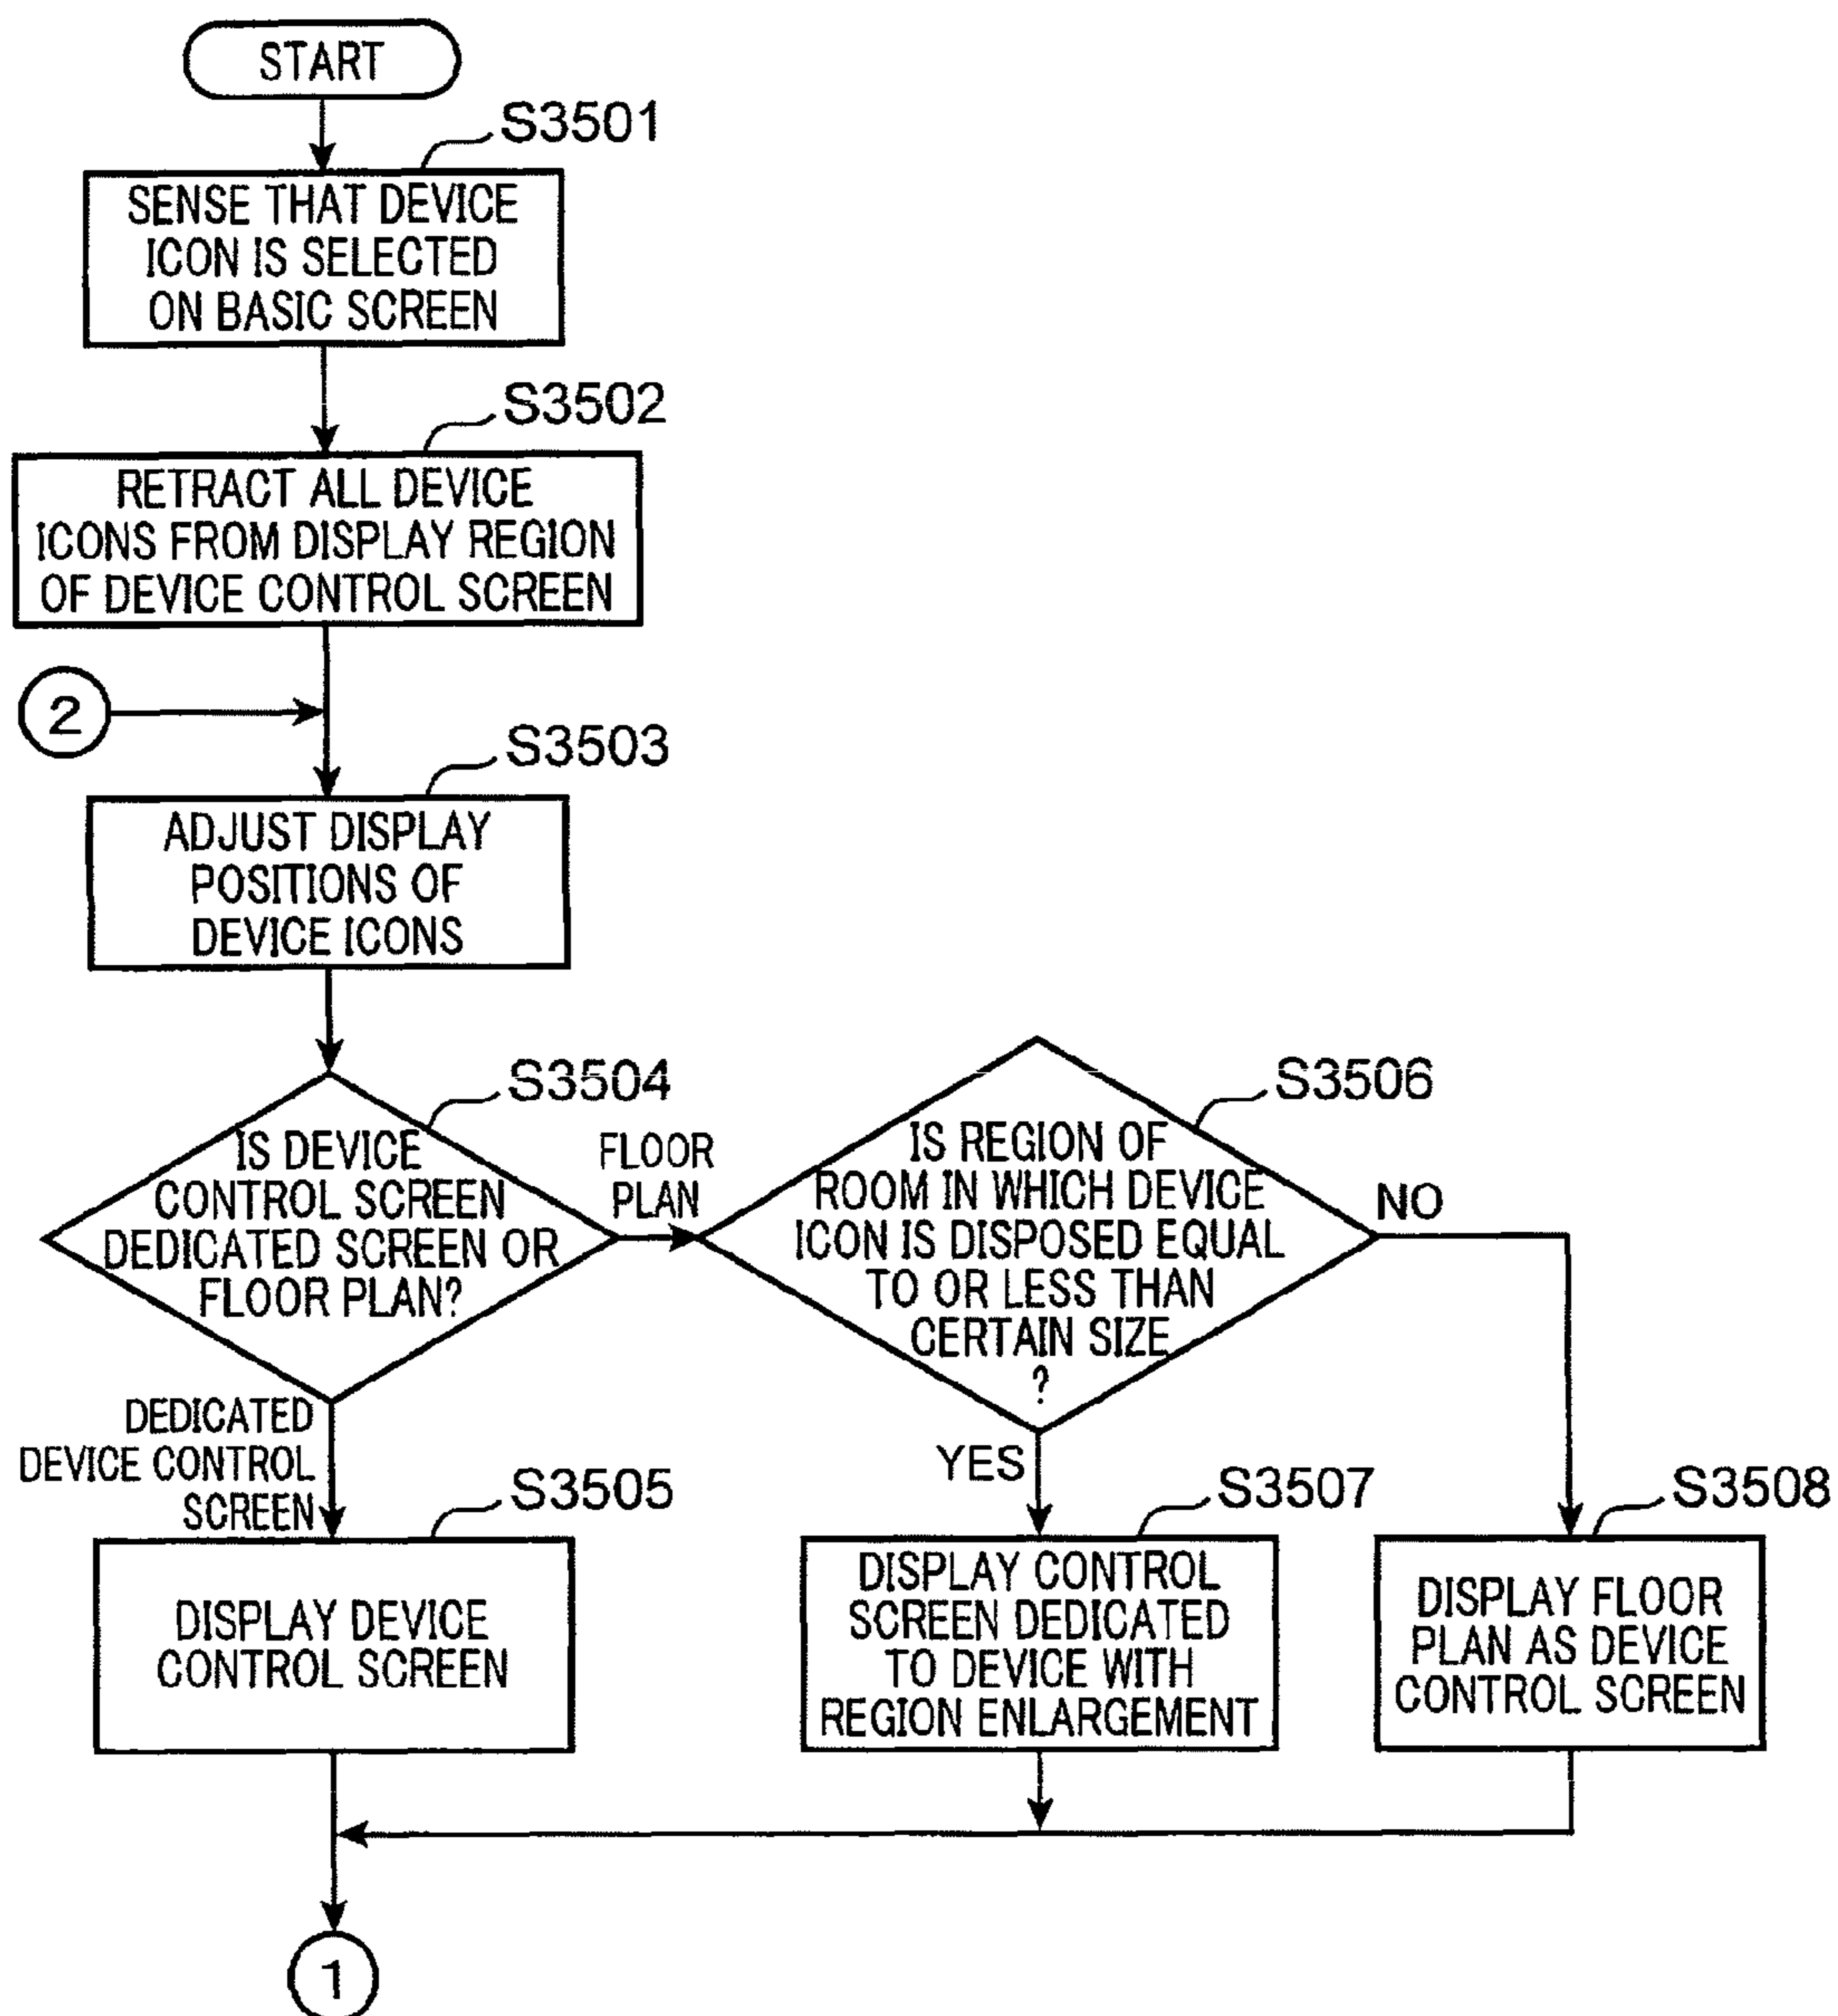 START
S3501
SENSE THAT DEVICE
ICON IS SELECTED
ON BASIC SCREEN
S3502
RETRACT ALL DEVICE
ICONS FROM DISPLAY REGION
OF DEVICE CONTROL SCREEN
2
S3503
ADJUST DISPLAY
POSITIONS OF
DEVICE ICONS
S3504
IS DEVICE
CONTROL SCREEN
DEDICATED SCREEN OR
FLOOR PLAN?
FLOOR
PLAN
S3506
IS REGION OF
ROOM IN WHICH DEVICE
ICON IS DISPOSED EQUAL
TO OR LESS THAN
CERTAIN SIZE
?
NO
DEDICATED
DEVICE CONTROL
SCREEN
S3505
DISPLAY DEVICE
CONTROL SCREEN
YES
S3507
DISPLAY CONTROL
SCREEN DEDICATED
TO DEVICE WITH
REGION ENLARGEMENT
S3508
DISPLAY FLOOR
PLAN AS DEVICE
CONTROL SCREEN
1